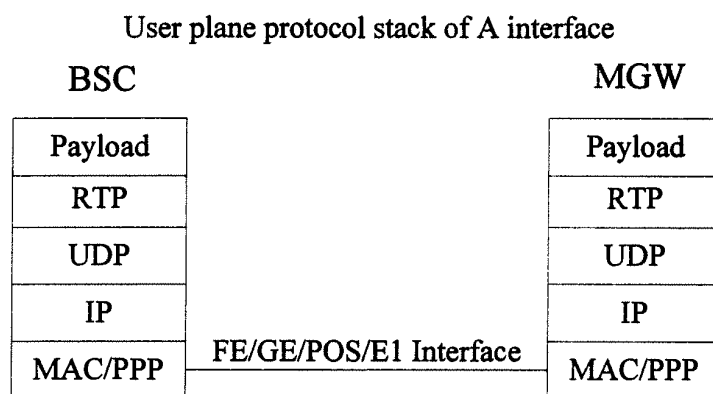 User plane protocol stack of A interface
BSC MGW
Payload Payload
RTP RTP
UDP UDP
IP IP
MAC/PPP FE/GE/POS/E1 Interface MAC/PPP